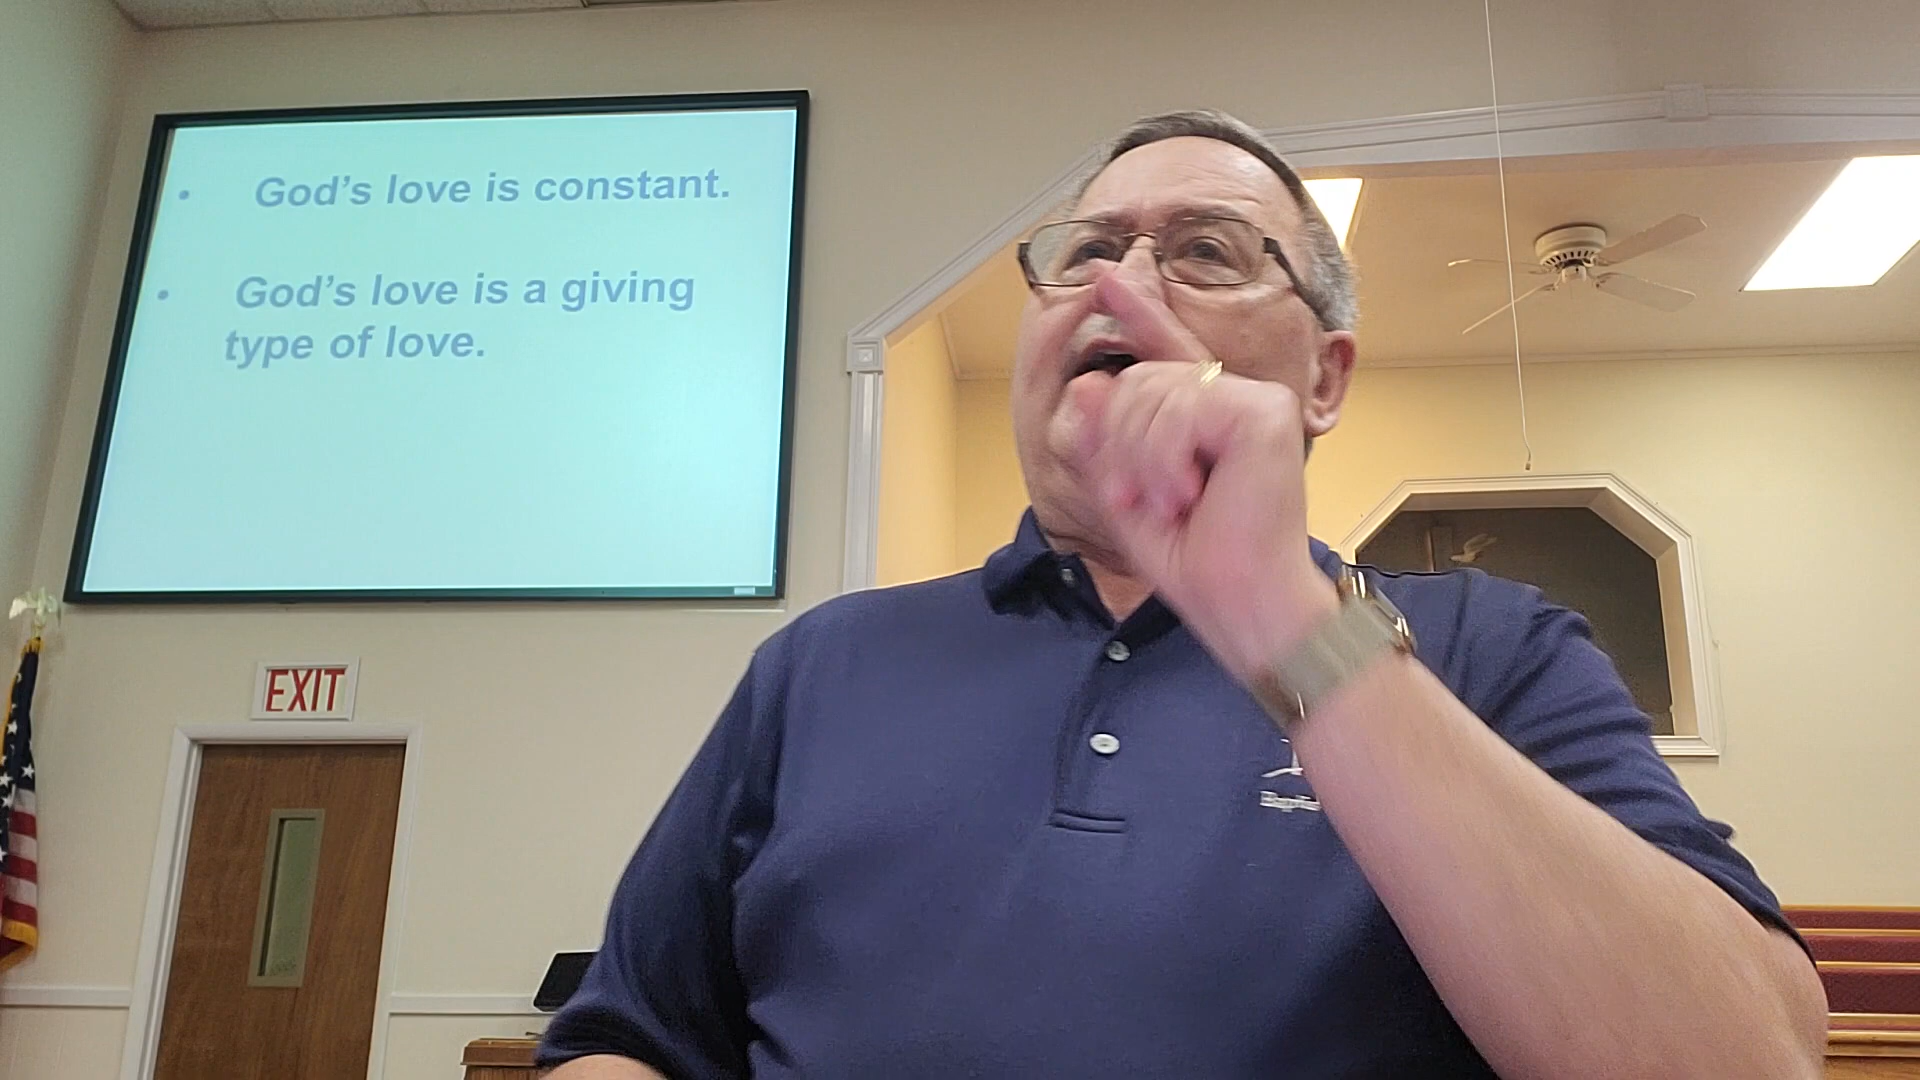 • God's love is constant.
• God's love is a giving
type of love.
EXIT